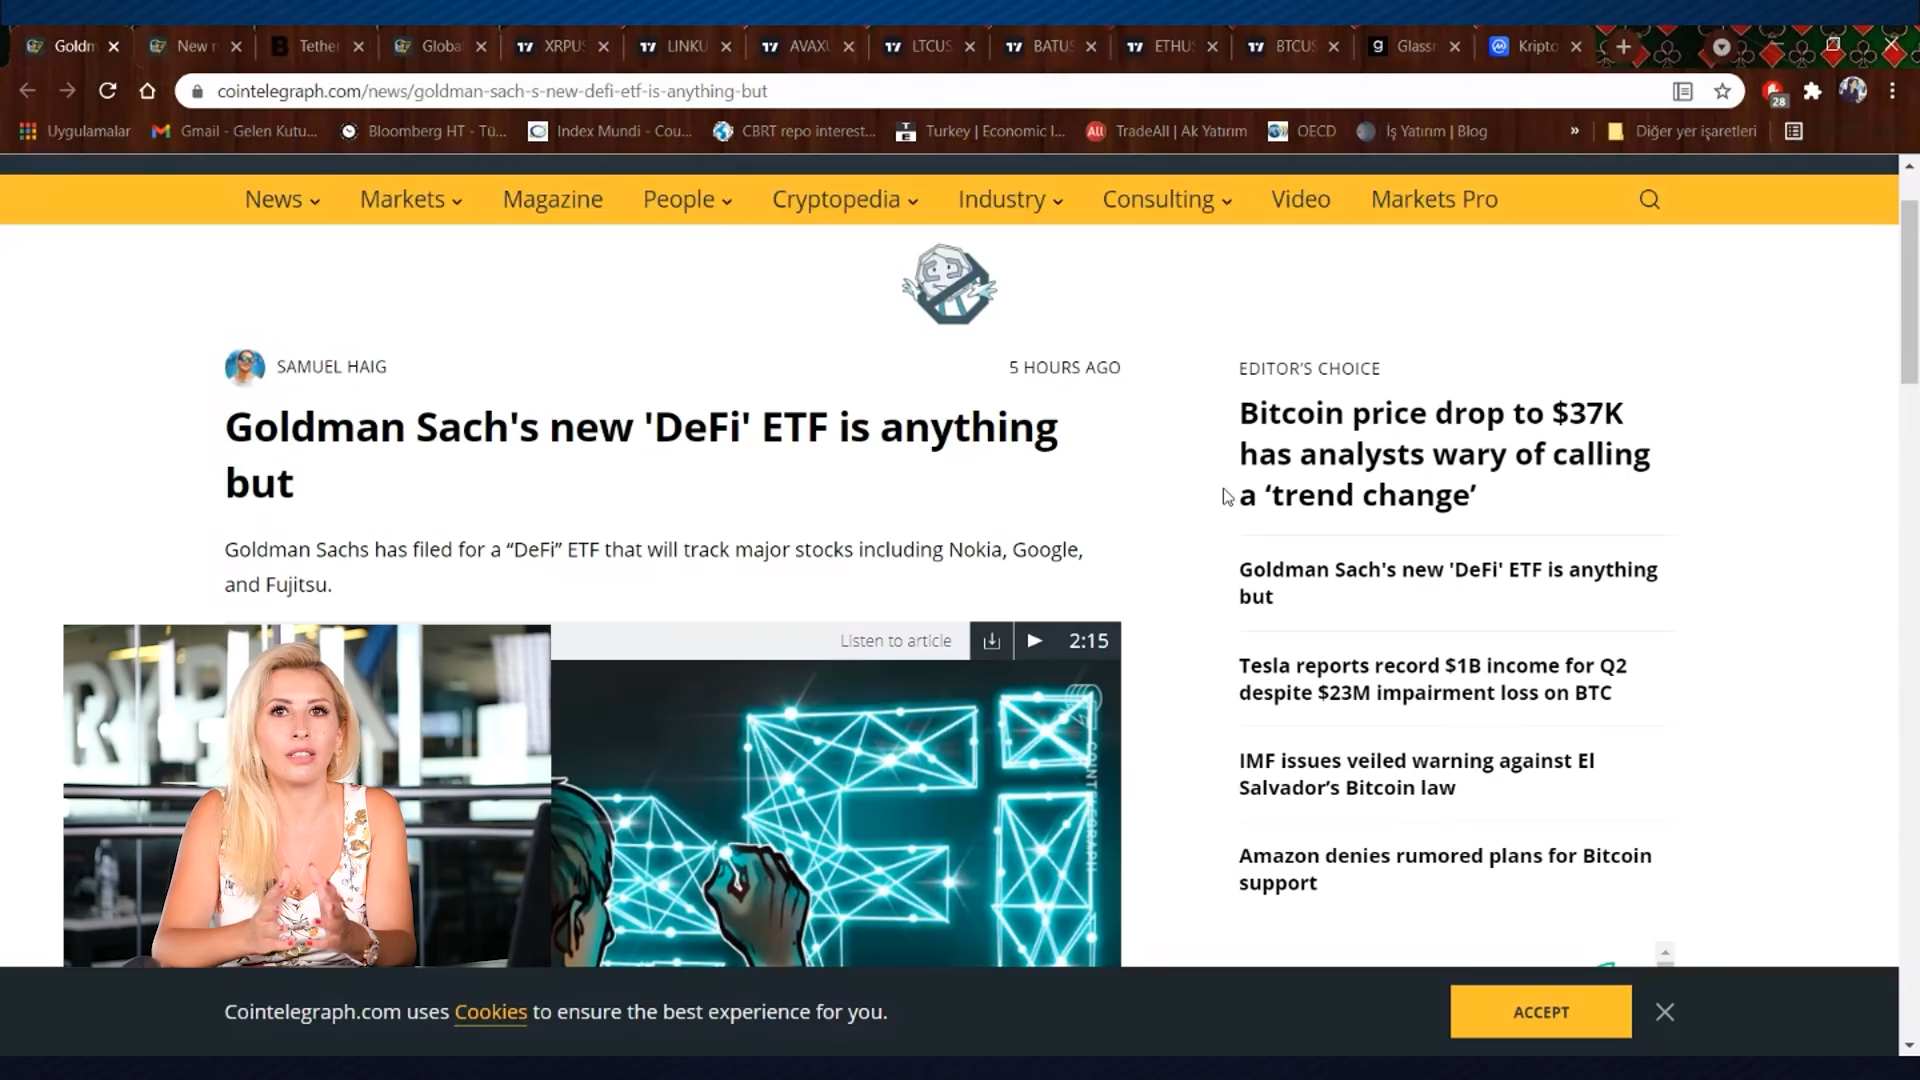 Goldm
New n
Tether
Global
XRPUS
LINKU
AVAXU
LTCUS
BATUS
ETHUS
BTCUS
Glassn
Kripto
cointelegraph.com/news/goldman-sach-s-new-defi-etf-is-anything-but
28
Uygulamalar
Gmail - Gelen Kutu...
Bloomberg HT - Tü...
Index Mundi - Cou...
CBRT repo interest...
Turkey | Economic I...
TradeAll | Ak Yatırım
OECD
İş Yatırım | Blog
»
Diğer yer işaretleri
News
Markets
Magazine
People
Cryptopedia
Industry
Consulting
Video
Markets Pro
SAMUEL HAIG
5 HOURS AGO
Goldman Sach's new 'DeFi' ETF is anything
but
Goldman Sachs has filed for a “DeFi” ETF that will track major stocks including Nokia, Google,
and Fujitsu.
Listen to article
2:15
COINTELEGRAPH
EDITOR’S CHOICE
Bitcoin price drop to $37K
has analysts wary of calling
a ‘trend change’
Goldman Sach's new 'DeFi' ETF is anything
but
Tesla reports record $1B income for Q2
despite $23M impairment loss on BTC
IMF issues veiled warning against El
Salvador’s Bitcoin law
Amazon denies rumored plans for Bitcoin
support
Cointelegraph.com uses Cookies to ensure the best experience for you.
ACCEPT